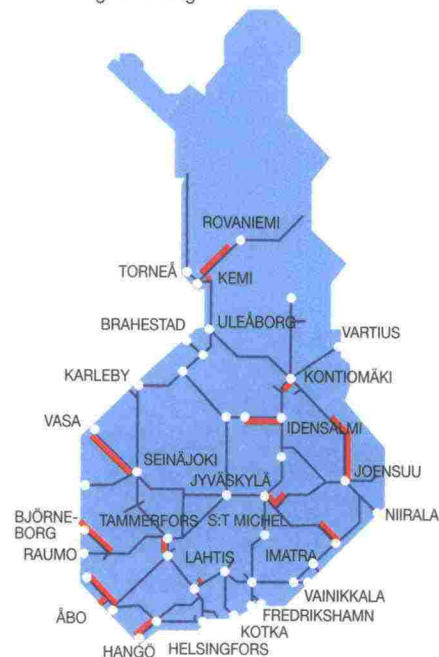 ROVANIEMI
TORNEÅ
KEMI
BRAHESTAD
ULEÅBORG
VARTIUS
KARLEBY
KONTIOMÄKI
VASA
IDENSALMI
SEINÄJOKI
JYVÄSKYLÄ
JOENSUU
BJÖRNE-
BORG
TAMMERFORS
S:T MICHEL
NIIRALA
RAUMO
LAHTIS
IMATRA
VAINIKKALA
ÅBO
FREDRIKSHAMN
KOTKA
HANGÖ
HELSINGFORS